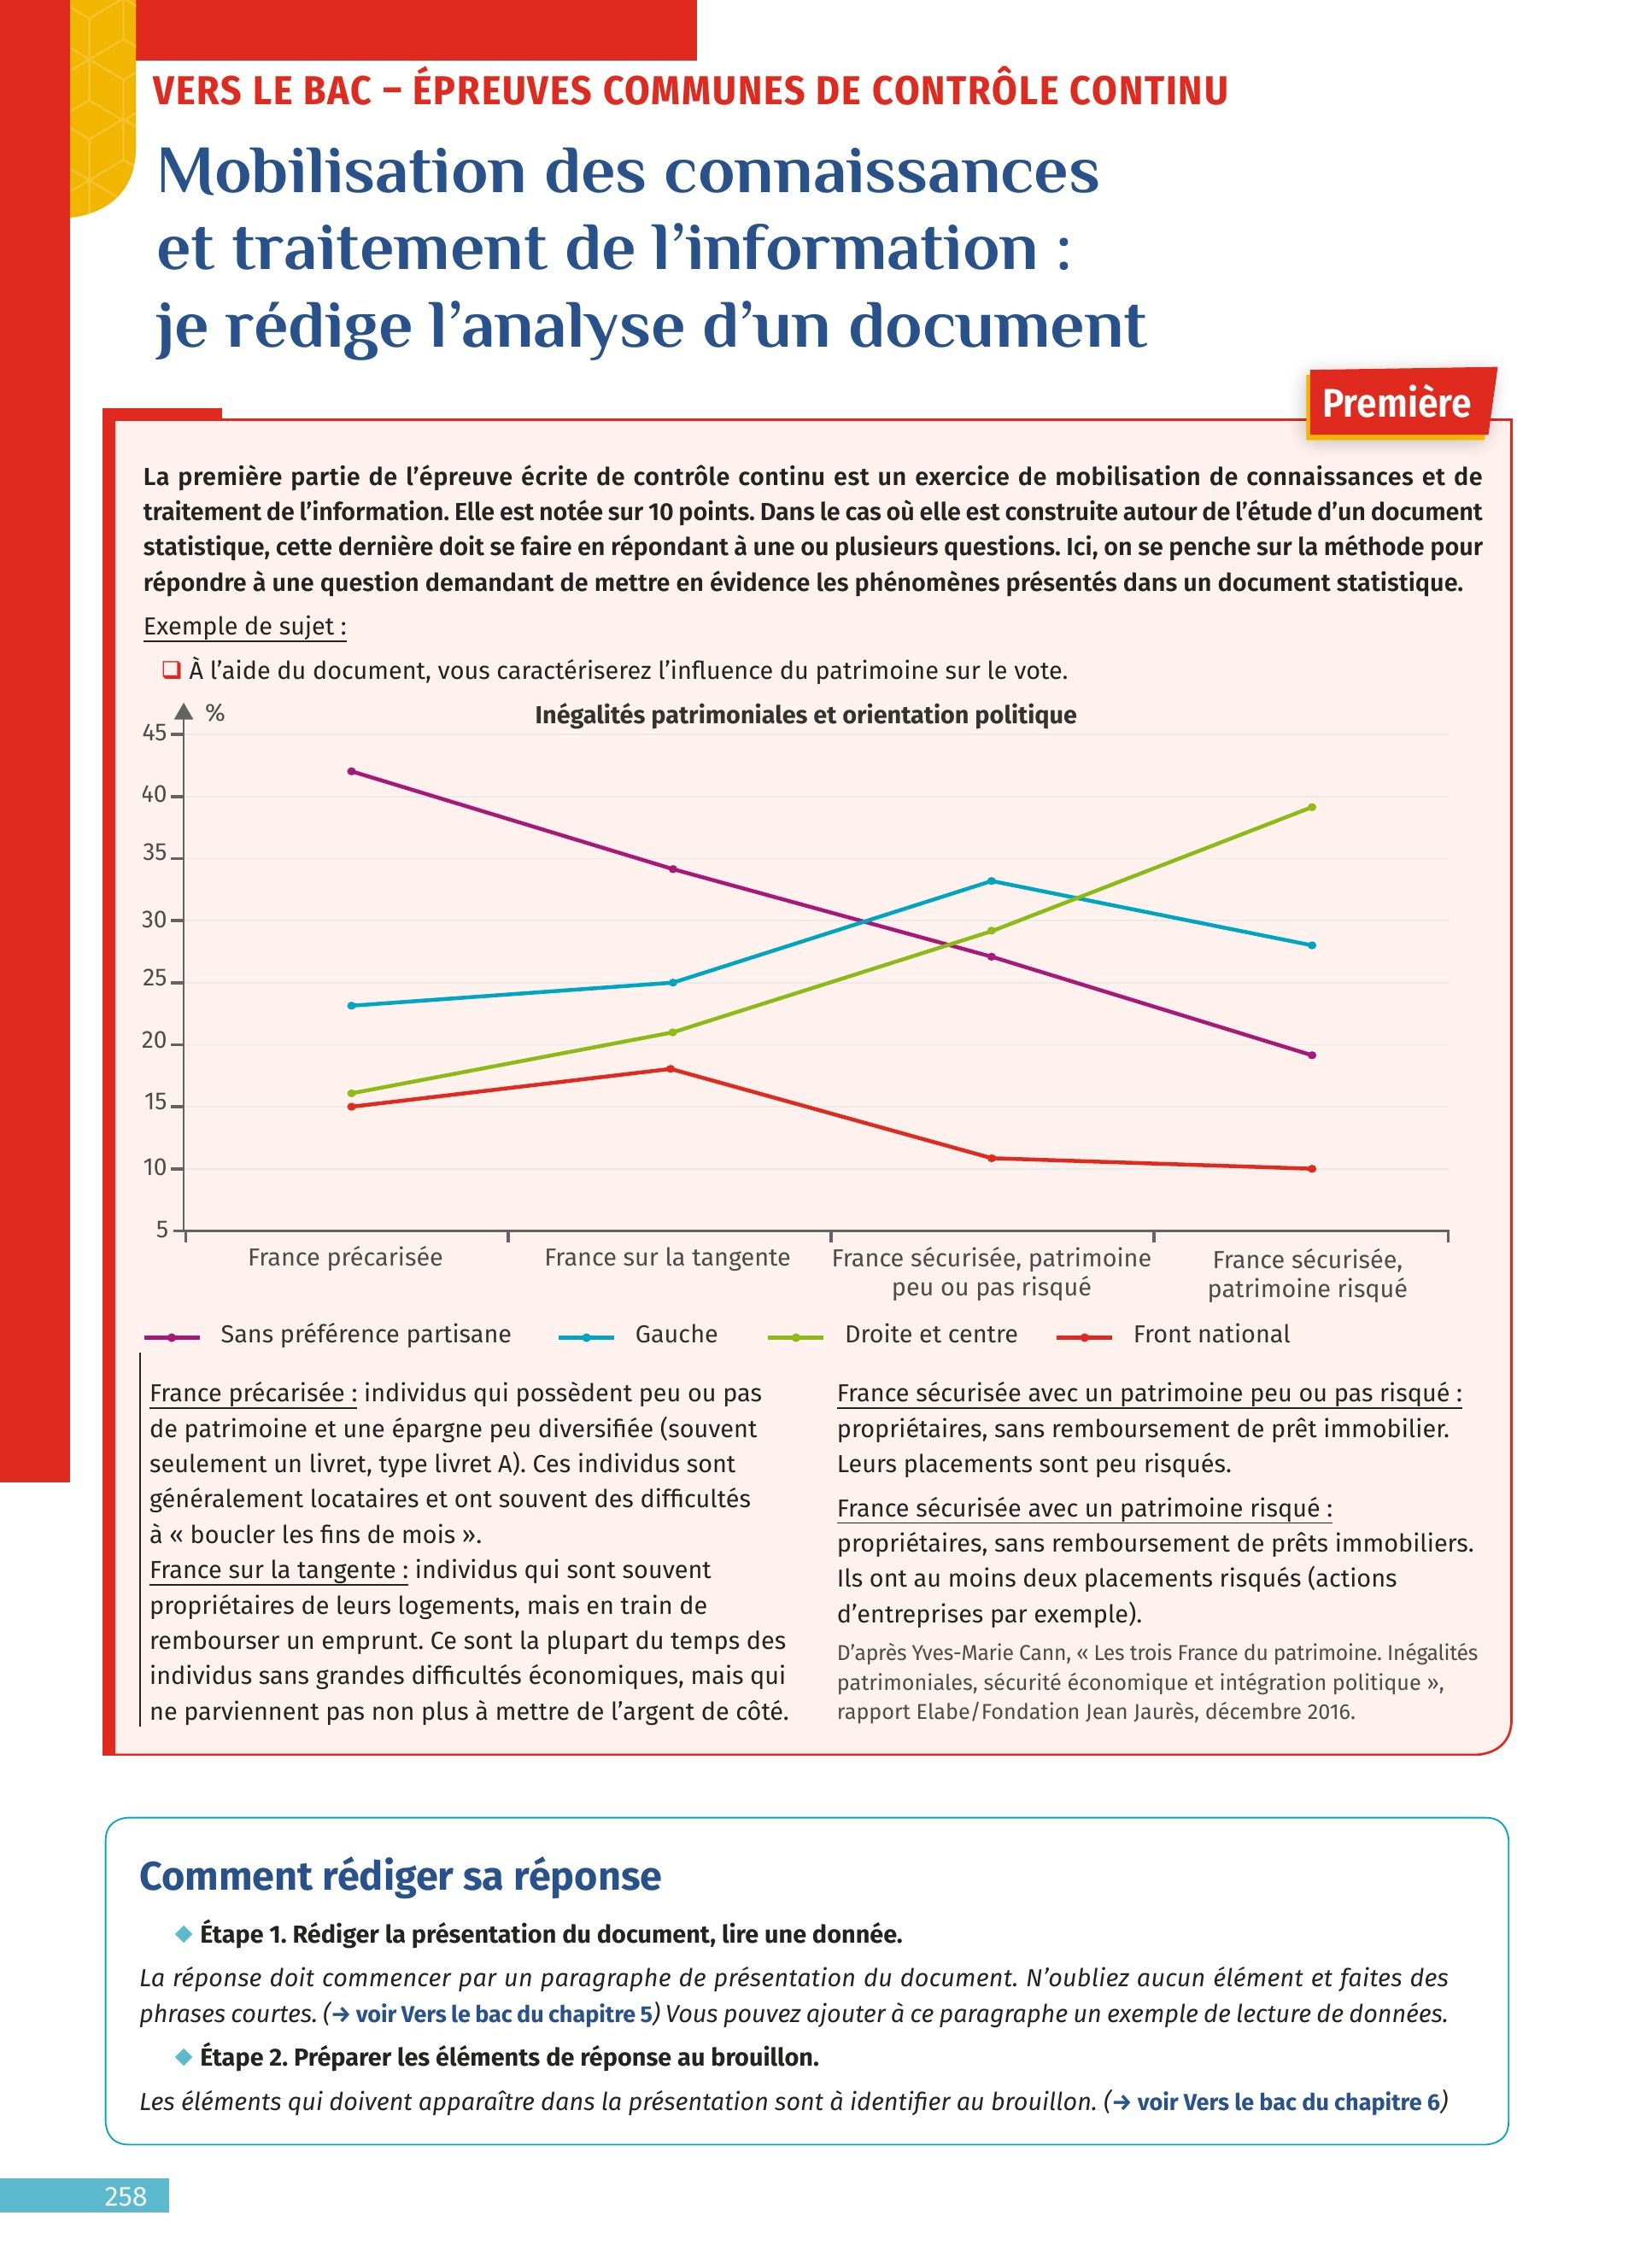 VERS LE BAC – ÉPREUVES COMMUNES DE CONTRÔLE CONTINU
Mobilisation des connaissances
et traitement de l’information :
je rédige l’analyse d’un document
Première
La première partie de l’épreuve écrite de contrôle continu est un exercice de mobilisation de connaissances et de
traitement de l’information. Elle est notée sur 10 points. Dans le cas où elle est construite autour de l’étude d’un document
statistique, cette dernière doit se faire en répondant à une ou plusieurs questions. Ici, on se penche sur la méthode pour
répondre à une question demandant de mettre en évidence les phénomènes présentés dans un document statistique.
Exemple de sujet :
❑ À l’aide du document, vous caractériserez l’influence du patrimoine sur le vote.
%
Inégalités patrimoniales et orientation politique
45
40
35
30
25
20
15
10
5
France précarisée
France sur la tangente
France sécurisée, patrimoine
peu ou pas risqué
France sécurisée,
patrimoine risqué
Sans préférence partisane
Gauche
Droite et centre
Front national
France précarisée : individus qui possèdent peu ou pas
de patrimoine et une épargne peu diversifiée (souvent
seulement un livret, type livret A). Ces individus sont
généralement locataires et ont souvent des difficultés
à « boucler les fins de mois ».
France sur la tangente : individus qui sont souvent
propriétaires de leurs logements, mais en train de
rembourser un emprunt. Ce sont la plupart du temps des
individus sans grandes difficultés économiques, mais qui
ne parviennent pas non plus à mettre de l’argent de côté.
France sécurisée avec un patrimoine peu ou pas risqué :
propriétaires, sans remboursement de prêt immobilier.
Leurs placements sont peu risqués.
France sécurisée avec un patrimoine risqué :
propriétaires, sans remboursement de prêts immobiliers.
Ils ont au moins deux placements risqués (actions
d’entreprises par exemple).
D’après Yves-Marie Cann, « Les trois France du patrimoine. Inégalités
patrimoniales, sécurité économique et intégration politique »,
rapport Elabe/Fondation Jean Jaurès, décembre 2016.
Comment rédiger sa réponse
◆ Étape 1. Rédiger la présentation du document, lire une donnée.
La réponse doit commencer par un paragraphe de présentation du document. N’oubliez aucun élément et faites des
phrases courtes. (→ voir Vers le bac du chapitre 5) Vous pouvez ajouter à ce paragraphe un exemple de lecture de données.
◆ Étape 2. Préparer les éléments de réponse au brouillon.
Les éléments qui doivent apparaître dans la présentation sont à identifier au brouillon. (→ voir Vers le bac du chapitre 6)
258